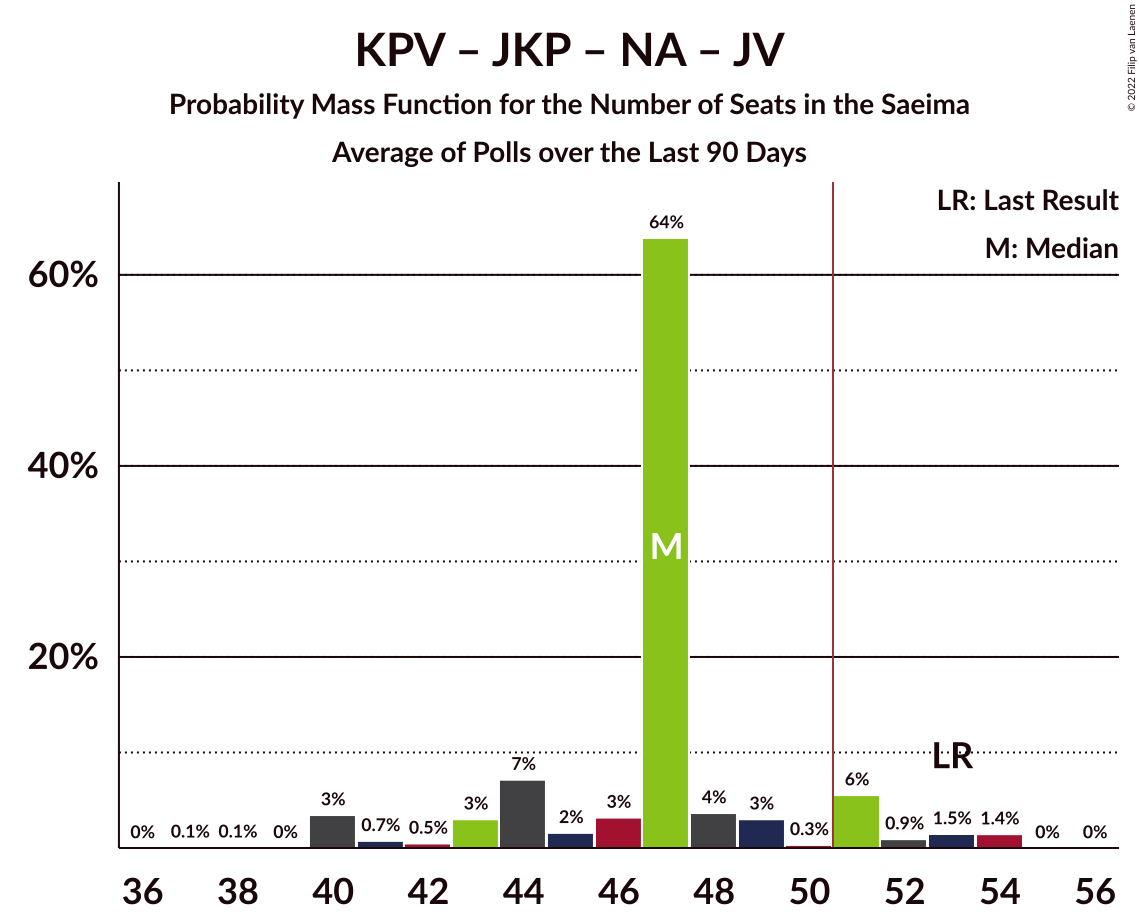 KPV – JKP – NA – JV
Probability Mass Function for the Number of Seats in the Saeima
Average of Polls over the Last 90 Days
© 2022 Filip van Laenen
LR: Last Result
M: Median
60%
40%
20%
0%
0.1%
0.1%
0%
3%
0.7%
0.5%
3%
7%
2%
3%
64%
M
4%
3%
0.3%
6%
0.9%
1.5%
LR
1.4%
0%
0%
36 38 40 42 44 46 48 50 52 54 56